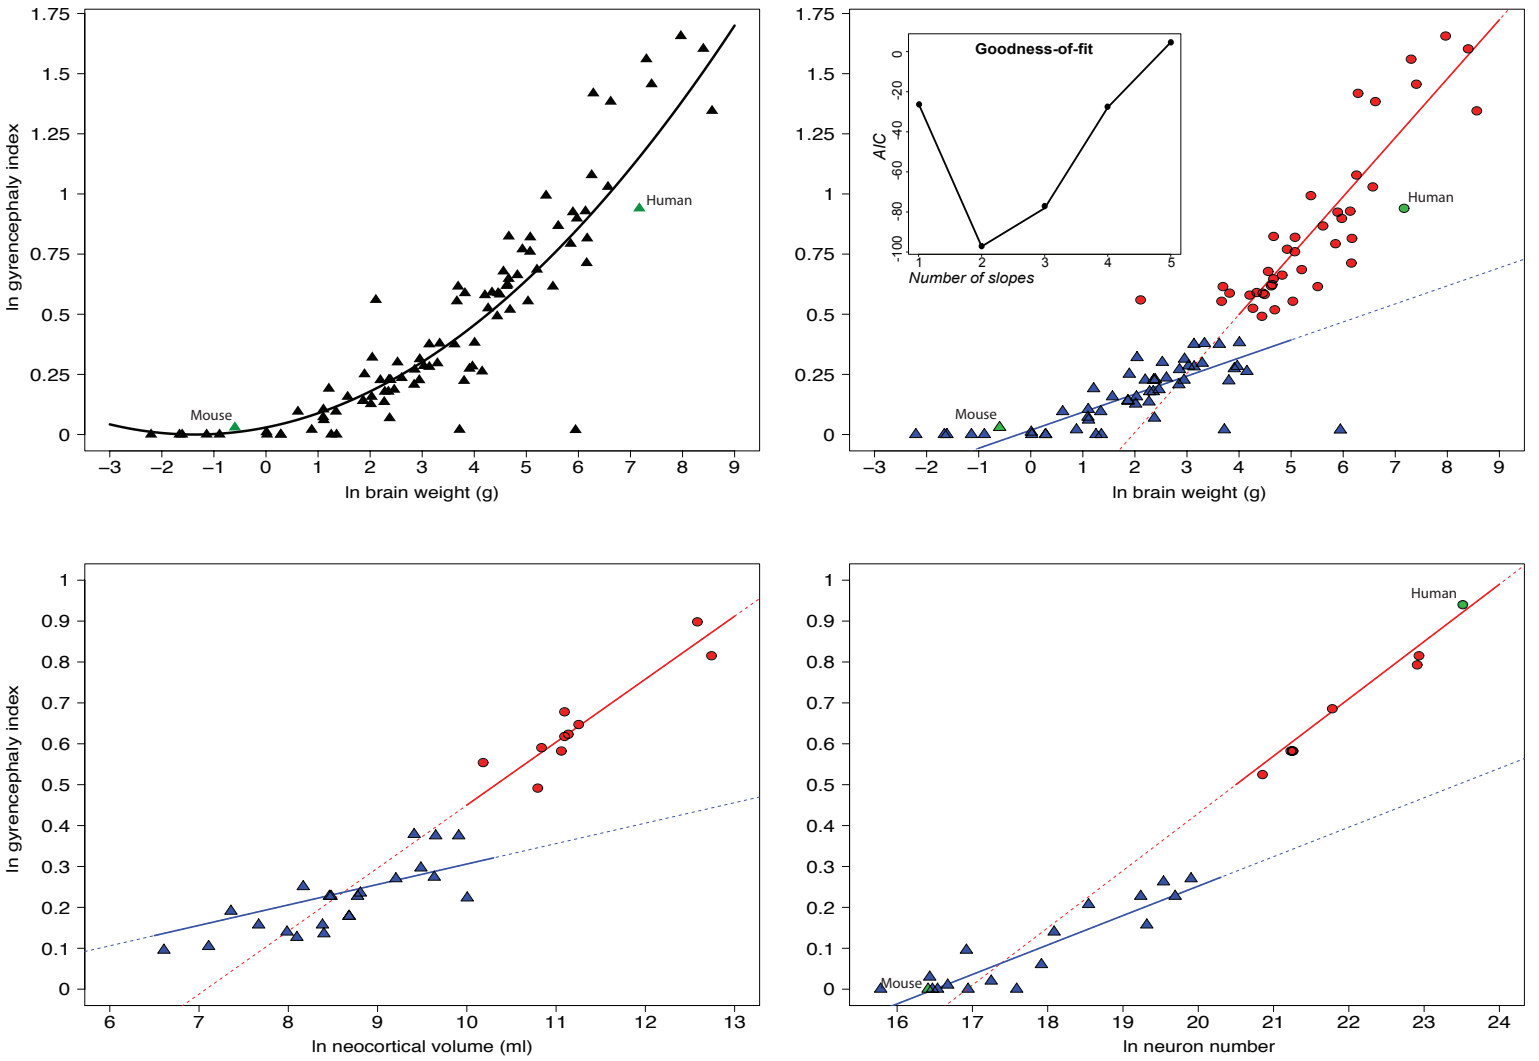 1.75
1.5
1.25
1
0.75
0.5
0.25
0
ln gyrencephaly index
Human
Mouse
−3 −2 −1 0 1 2 3 4 5 6 7 8 9
ln brain weight (g)
1.75
1.5
1.25
1
0.75
0.5
0.25
0
Goodness-of-fit
0
-20
-40
-60
-80
-100
AIC
1 2 3 4 5
Number of slopes
Human
Mouse
−3 −2 −1 0 1 2 3 4 5 6 7 8 9
ln brain weight (g)
1
0.9
0.8
0.7
0.6
0.5
0.4
0.3
0.2
0.1
0
ln gyrencephaly index
6 7 8 9 10 11 12 13
ln neocortical volume (ml)
1
0.9
0.8
0.7
0.6
0.5
0.4
0.3
0.2
0.1
0
Human
Mouse
16 17 18 19 20 21 22 23 24
ln neuron number